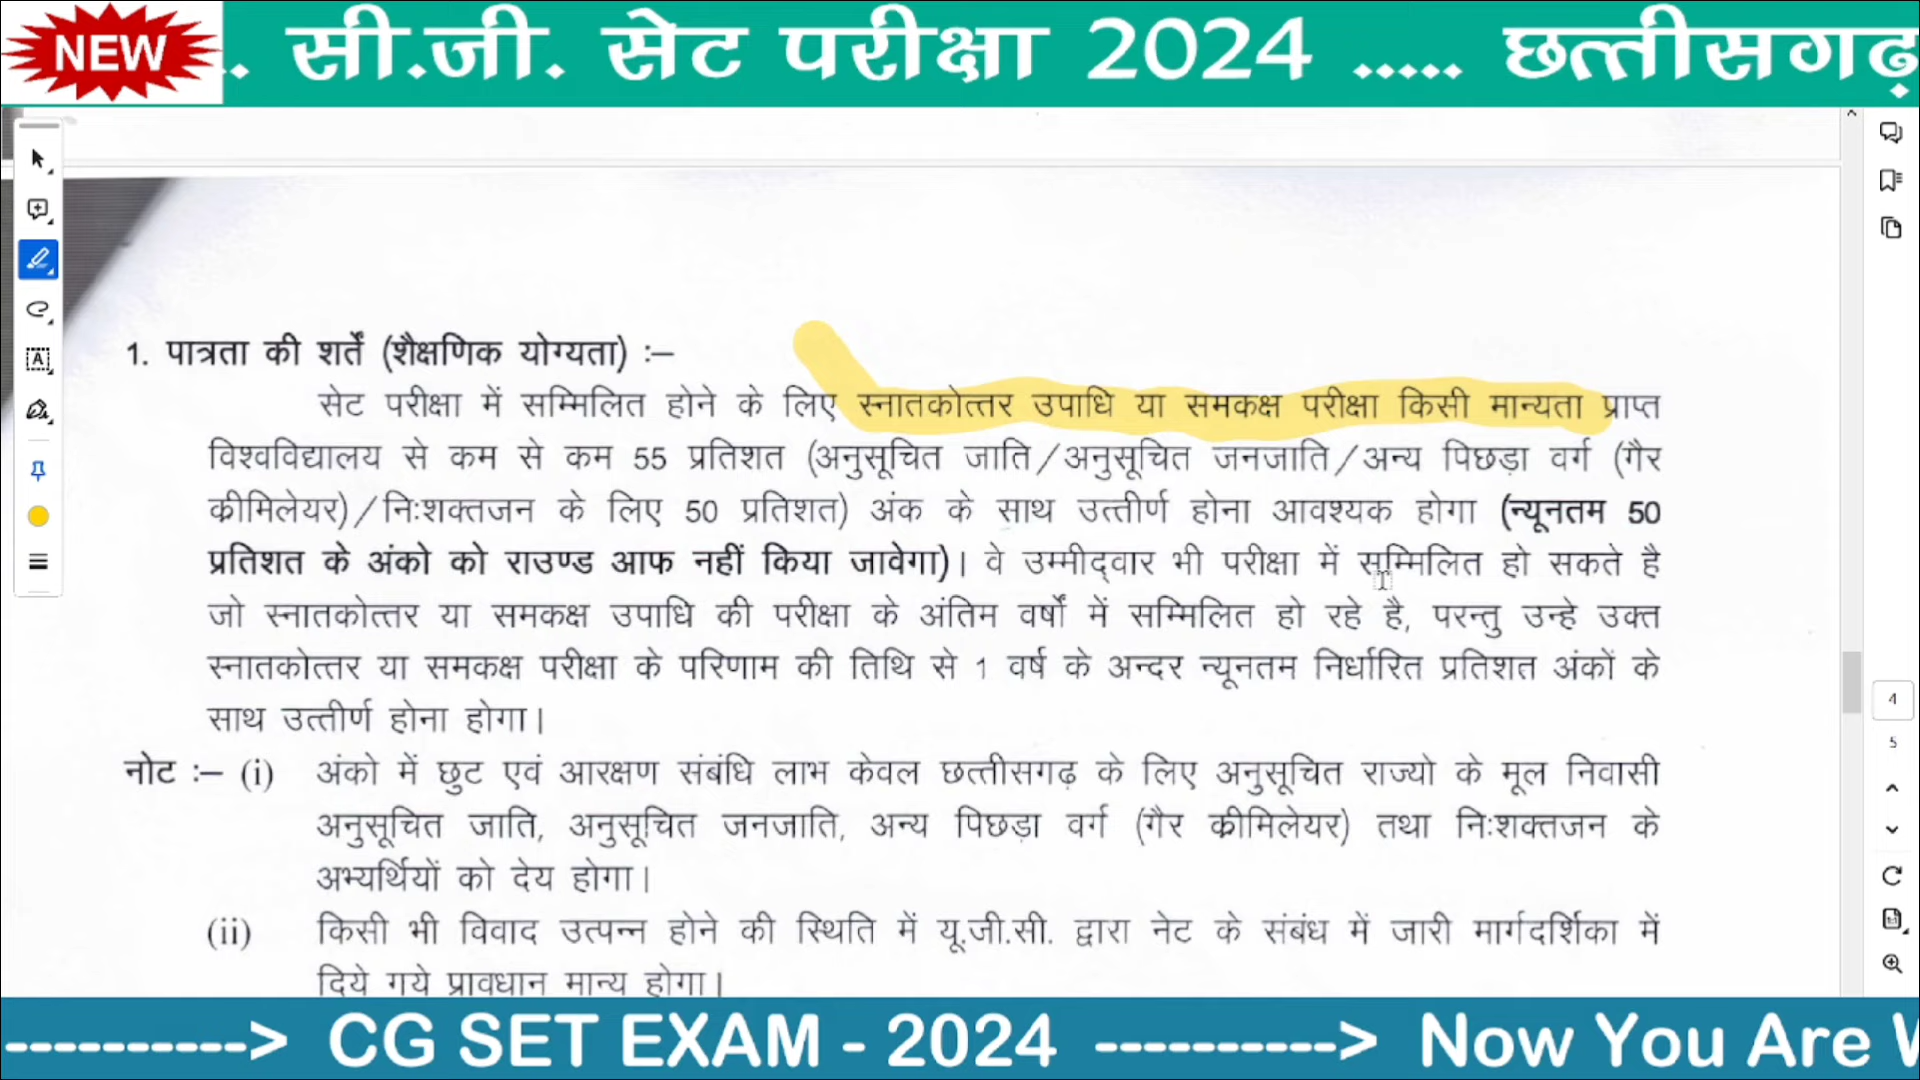 NEW
. सी.जी. सेट परीक्षा 2024 ..... छत्तीसगढ़
1. पात्रता की शर्तें (शैक्षणिक योग्यता) :–
सेट परीक्षा में सम्मिलित होने के लिए स्नातकोत्तर उपाधि या समकक्ष परीक्षा किसी मान्यता प्राप्त
विश्वविद्यालय से कम से कम 55 प्रतिशत (अनुसूचित जाति/अनुसूचित जनजाति/अन्य पिछड़ा वर्ग (गैर
क्रीमिलेयर)/निःशक्तजन के लिए 50 प्रतिशत) अंक के साथ उत्तीर्ण होना आवश्यक होगा (न्यूनतम 50
प्रतिशत के अंको को राउण्ड आफ नहीं किया जावेगा)। वे उम्मीद्वार भी परीक्षा में सम्मिलित हो सकते है
जो स्नातकोत्तर या समकक्ष उपाधि की परीक्षा के अंतिम वर्षो में सम्मिलित हो रहे है, परन्तु उन्हे उक्त
स्नातकोत्तर या समकक्ष परीक्षा के परिणाम की तिथि से 1 वर्ष के अन्दर न्यूनतम निर्धारित प्रतिशत अंकों के
साथ उत्तीर्ण होना होगा।
नोट :– (i) अंको में छुट एवं आरक्षण संबंधि लाभ केवल छत्तीसगढ़ के लिए अनुसूचित राज्यो के मूल निवासी
अनुसूचित जाति, अनुसूचित जनजाति, अन्य पिछड़ा वर्ग (गैर क्रीमिलेयर) तथा निःशक्तजन के
अभ्यर्थियों को देय होगा।
(ii) किसी भी विवाद उत्पन्न होने की स्थिति में यू.जी.सी. द्वारा नेट के संबंध में जारी मार्गदर्शिका में
दिये गये प्रावधान मान्य होगा।
4
5
----------> CG SET EXAM - 2024 ----------> Now You Are